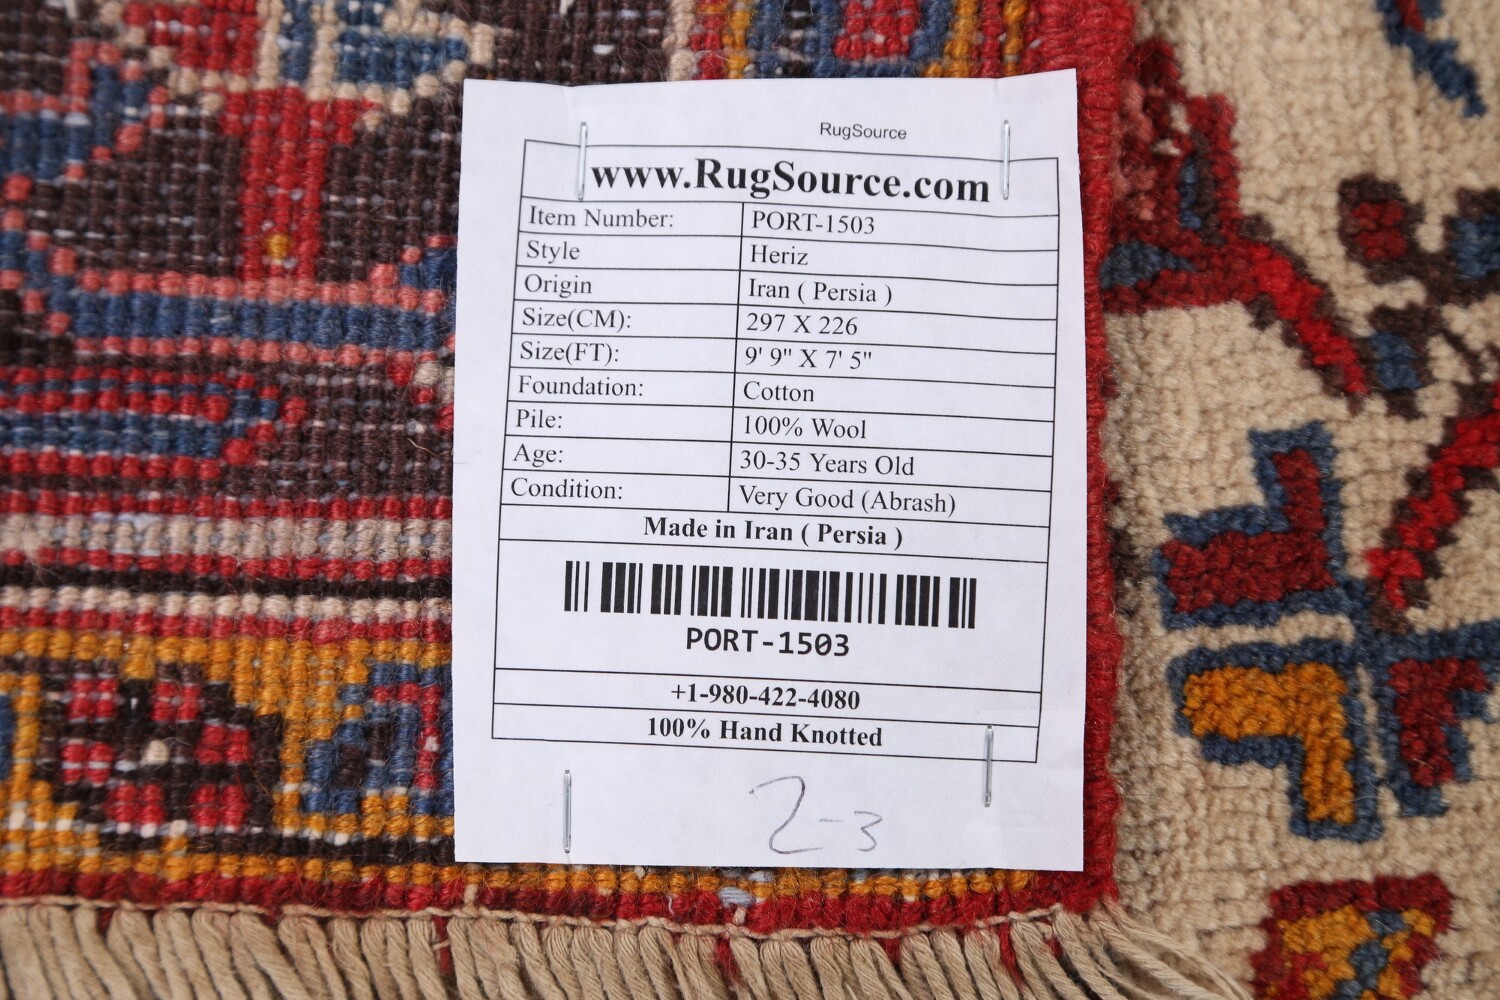 RugSource
www.RugSource.com
Item Number: PORT-1503
Style Heriz
Origin Iran ( Persia )
Size(CM): 297 X 226
Size(FT): 9' 9" X 7' 5"
Foundation: Cotton
Pile: 100% Wool
Age: 30-35 Years Old
Condition: Very Good (Abrash)
Made in Iran ( Persia )
PORT-1503
+1-980-422-4080
100% Hand Knotted
2-3